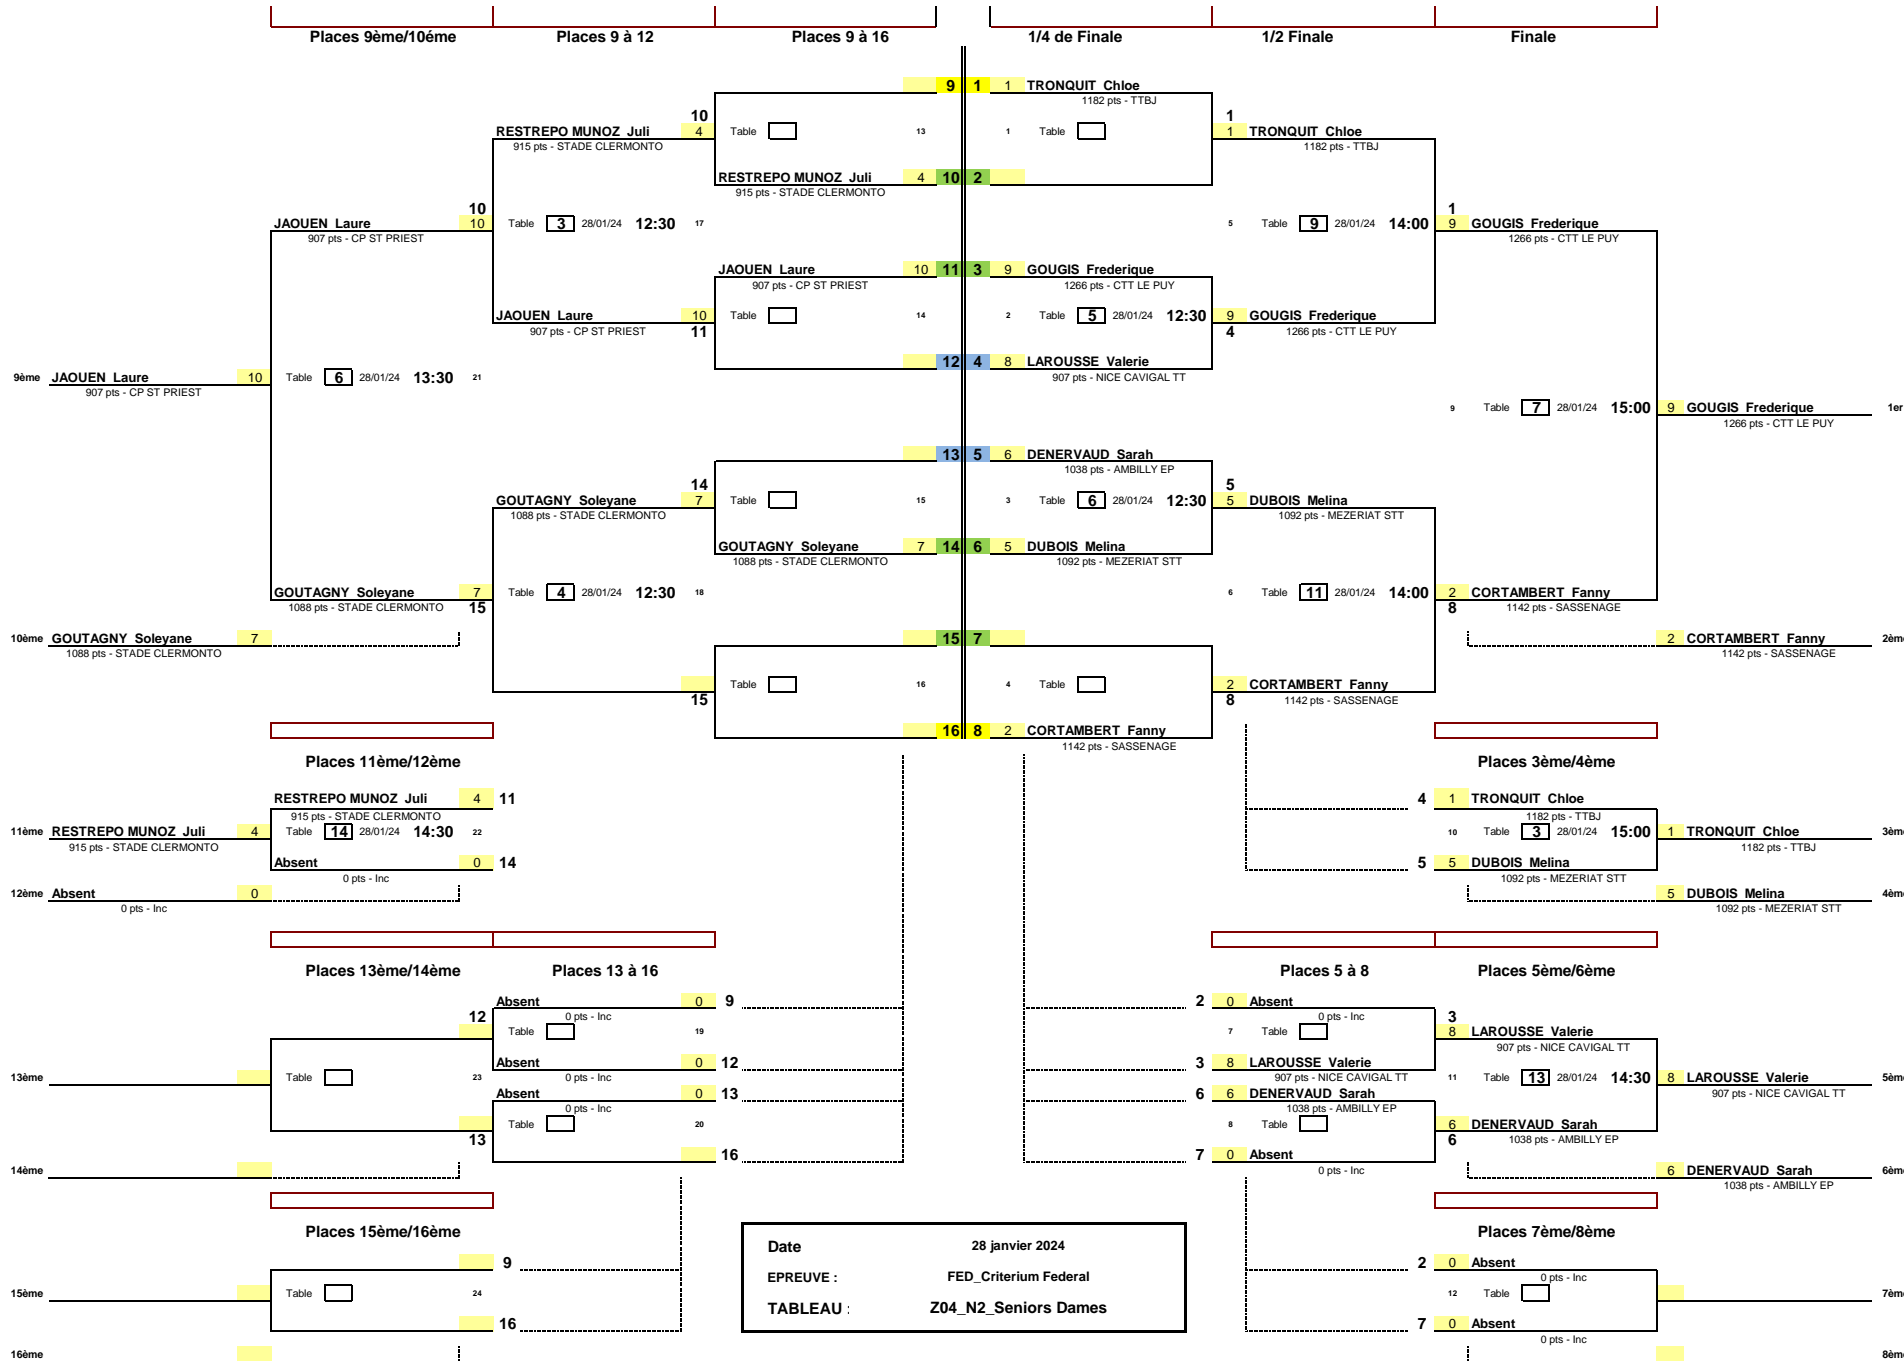 Places 9ème/10éme Places 9 à 12 Places 9 à 16 1/4 de Finale 1/2 Finale Finale
9 1 1 TRONQUIT Chloe
1182 pts - TTBJ
10 1
RESTREPO MUNOZ Juli 4 Table 13 1 Table 1 TRONQUIT Chloe
915 pts - STADE CLERMONTO 1182 pts - TTBJ
RESTREPO MUNOZ Juli 4 10 2
915 pts - STADE CLERMONTO
10 1
JAOUEN Laure 10 Table 3 28/01/24 12:30 17 5 Table 9 28/01/24 14:00 9 GOUGIS Frederique
907 pts - CP ST PRIEST 1266 pts - CTT LE PUY
JAOUEN Laure 10 11 3 9 GOUGIS Frederique
907 pts - CP ST PRIEST 1266 pts - CTT LE PUY
JAOUEN Laure 10 Table 14 2 Table 5 28/01/24 12:30 9 GOUGIS Frederique
907 pts - CP ST PRIEST 11 4 1266 pts - CTT LE PUY
12 4 8 LAROUSSE Valerie
907 pts - NICE CAVIGAL TT
9ème JAOUEN Laure 10 Table 6 28/01/24 13:30 21
907 pts - CP ST PRIEST
9 Table 7 28/01/24 15:00 9 GOUGIS Frederique 1er
1266 pts - CTT LE PUY
13 5 6 DENERVAUD Sarah
1038 pts - AMBILLY EP
14 5
GOUTAGNY Soleyane 7 Table 15 3 Table 6 28/01/24 12:30 5 DUBOIS Melina
1088 pts - STADE CLERMONTO 1092 pts - MEZERIAT STT
GOUTAGNY Soleyane 7 14 6 5 DUBOIS Melina
1088 pts - STADE CLERMONTO 1092 pts - MEZERIAT STT
GOUTAGNY Soleyane 7 Table 4 28/01/24 12:30 18 6 Table 11 28/01/24 14:00 2 CORTAMBERT Fanny
1088 pts - STADE CLERMONTO 15 8 1142 pts - SASSENAGE
10ème GOUTAGNY Soleyane 7 15 7 2 CORTAMBERT Fanny 2ème
1088 pts - STADE CLERMONTO 1142 pts - SASSENAGE
Table 16 4 Table 2 CORTAMBERT Fanny
15 8 1142 pts - SASSENAGE
16 8 2 CORTAMBERT Fanny
1142 pts - SASSENAGE
Places 11ème/12ème Places 3ème/4ème
RESTREPO MUNOZ Juli 4 11 4 1 TRONQUIT Chloe
915 pts - STADE CLERMONTO 1182 pts - TTBJ
11ème RESTREPO MUNOZ Juli 4 Table 14 28/01/24 14:30 22 10 Table 3 28/01/24 15:00 1 TRONQUIT Chloe 3ème
915 pts - STADE CLERMONTO 1182 pts - TTBJ
Absent 0 14 5 5 DUBOIS Melina
0 pts - Inc 1092 pts - MEZERIAT STT
12ème Absent 0 5 DUBOIS Melina 4ème
0 pts - Inc 1092 pts - MEZERIAT STT
Places 13ème/14ème Places 13 à 16 Places 5 à 8 Places 5ème/6ème
Absent 0 9 2 0 Absent
12 0 pts - Inc 0 pts - Inc 3
Table 19 7 Table 8 LAROUSSE Valerie
907 pts - NICE CAVIGAL TT
Absent 0 12 3 8 LAROUSSE Valerie
13ème Table 23 0 pts - Inc 907 pts - NICE CAVIGAL TT 11 Table 13 28/01/24 14:30 8 LAROUSSE Valerie 5ème
907 pts - NICE CAVIGAL TT
Absent 0 13 6 6 DENERVAUD Sarah
0 pts - Inc 1038 pts - AMBILLY EP
Table 20 8 Table 6 DENERVAUD Sarah
13 6 1038 pts - AMBILLY EP
16 7 0 Absent
14ème 0 pts - Inc 6 DENERVAUD Sarah 6ème
1038 pts - AMBILLY EP
Places 15ème/16ème Places 7ème/8ème
Date 28 janvier 2024
9 2 0 Absent
EPREUVE : FED_Criterium Federal 0 pts - Inc
15ème Table 24 12 Table 7ème
TABLEAU : Z04_N2_Seniors Dames
16 7 0 Absent
0 pts - Inc
16ème 8ème